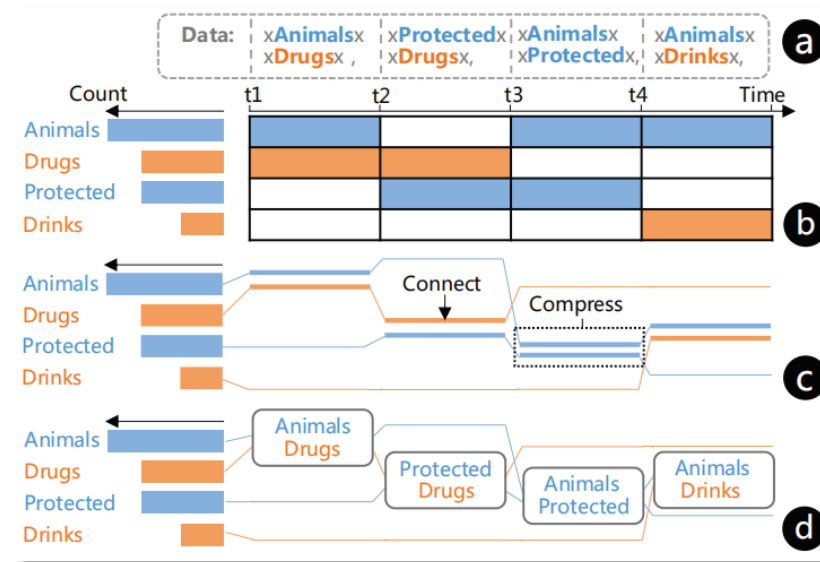 Data: xAnimalsx xProtectedx xAnimalsx xAnimalsx
xDrugsx , xDrugsx, xProtectedx, xDrinksx,
a
Count t1 t2 t3 t4 Time
Animals
Drugs
Protected
Drinks
b
Animals
Connect
Drugs
Compress
Protected
Drinks
c
Animals
Drugs
Animals
Drugs
Protected
Drugs
Animals
Protected
Animals
Drinks
Protected
Drinks
d